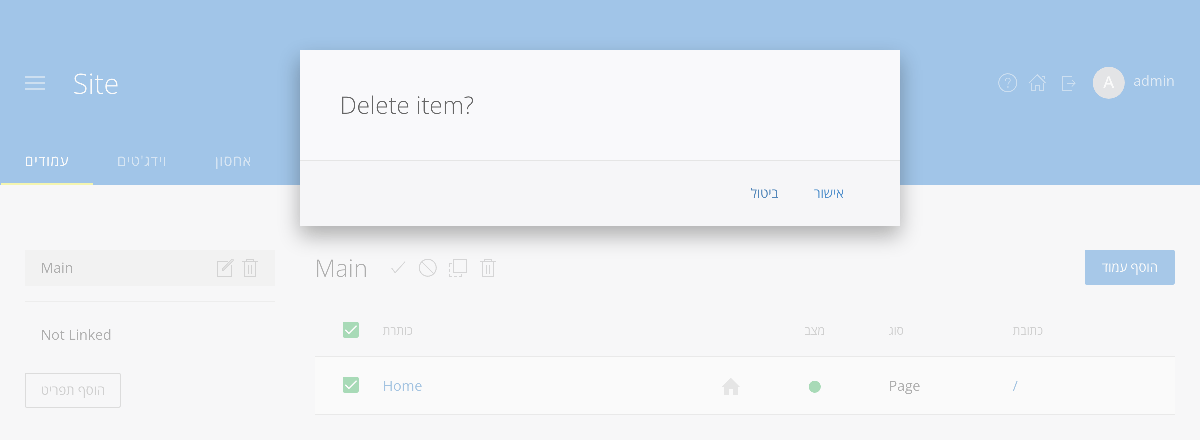 Site
A
admin
עמודים
וידג'טים
אחסון
Delete item?
ביטול
אישור
Main
Not Linked
הוסף תפריט
Main
הוסף עמוד
כותרת
מצב
סוג
כתובת
Home
Page
/